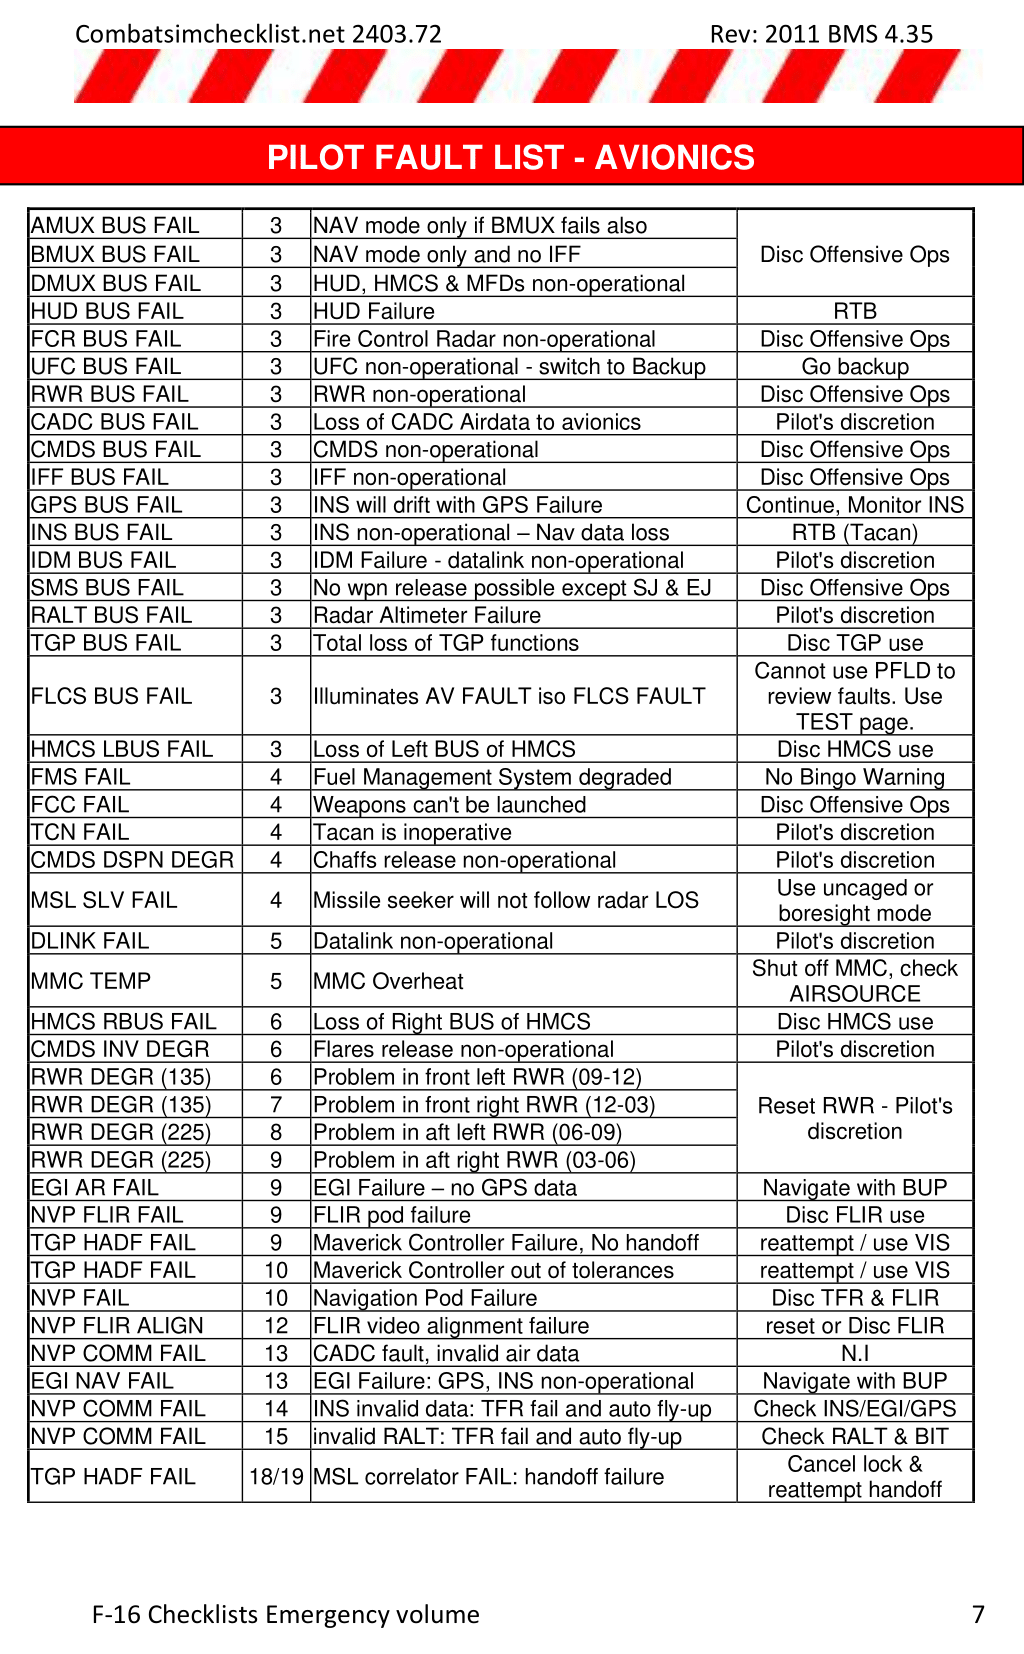 Combatsimchecklist.net 2403.72 Rev: 2011 BMS 4.35
PILOT FAULT LIST - AVIONICS
AMUX BUS FAIL 3 NAV mode only if BMUX fails also
BMUX BUS FAIL 3 NAV mode only and no IFF Disc Offensive Ops
DMUX BUS FAIL 3 HUD, HMCS & MFDs non-operational
HUD BUS FAIL 3 HUD Failure RTB
FCR BUS FAIL 3 Fire Control Radar non-operational Disc Offensive Ops
UFC BUS FAIL 3 UFC non-operational - switch to Backup Go backup
RWR BUS FAIL 3 RWR non-operational Disc Offensive Ops
CADC BUS FAIL 3 Loss of CADC Airdata to avionics Pilot's discretion
CMDS BUS FAIL 3 CMDS non-operational Disc Offensive Ops
IFF BUS FAIL 3 IFF non-operational Disc Offensive Ops
GPS BUS FAIL 3 INS will drift with GPS Failure Continue, Monitor INS
INS BUS FAIL 3 INS non-operational – Nav data loss RTB (Tacan)
IDM BUS FAIL 3 IDM Failure - datalink non-operational Pilot's discretion
SMS BUS FAIL 3 No wpn release possible except SJ & EJ Disc Offensive Ops
RALT BUS FAIL 3 Radar Altimeter Failure Pilot's discretion
TGP BUS FAIL 3 Total loss of TGP functions Disc TGP use
Cannot use PFLD to
FLCS BUS FAIL 3 Illuminates AV FAULT iso FLCS FAULT review faults. Use
TEST page.
HMCS LBUS FAIL 3 Loss of Left BUS of HMCS Disc HMCS use
FMS FAIL 4 Fuel Management System degraded No Bingo Warning
FCC FAIL 4 Weapons can't be launched Disc Offensive Ops
TCN FAIL 4 Tacan is inoperative Pilot's discretion
CMDS DSPN DEGR 4 Chaffs release non-operational Pilot's discretion
MSL SLV FAIL 4 Missile seeker will not follow radar LOS Use uncaged or
boresight mode
DLINK FAIL 5 Datalink non-operational Pilot's discretion
MMC TEMP 5 MMC Overheat Shut off MMC, check
AIRSOURCE
HMCS RBUS FAIL 6 Loss of Right BUS of HMCS Disc HMCS use
CMDS INV DEGR 6 Flares release non-operational Pilot's discretion
RWR DEGR (135) 6 Problem in front left RWR (09-12)
RWR DEGR (135) 7 Problem in front right RWR (12-03) Reset RWR - Pilot's
RWR DEGR (225) 8 Problem in aft left RWR (06-09) discretion
RWR DEGR (225) 9 Problem in aft right RWR (03-06)
EGI AR FAIL 9 EGI Failure – no GPS data Navigate with BUP
NVP FLIR FAIL 9 FLIR pod failure Disc FLIR use
TGP HADF FAIL 9 Maverick Controller Failure, No handoff reattempt / use VIS
TGP HADF FAIL 10 Maverick Controller out of tolerances reattempt / use VIS
NVP FAIL 10 Navigation Pod Failure Disc TFR & FLIR
NVP FLIR ALIGN 12 FLIR video alignment failure reset or Disc FLIR
NVP COMM FAIL 13 CADC fault, invalid air data N.I
EGI NAV FAIL 13 EGI Failure: GPS, INS non-operational Navigate with BUP
NVP COMM FAIL 14 INS invalid data: TFR fail and auto fly-up Check INS/EGI/GPS
NVP COMM FAIL 15 invalid RALT: TFR fail and auto fly-up Check RALT & BIT
TGP HADF FAIL 18/19 MSL correlator FAIL: handoff failure Cancel lock &
reattempt handoff
F-16 Checklists Emergency volume 7